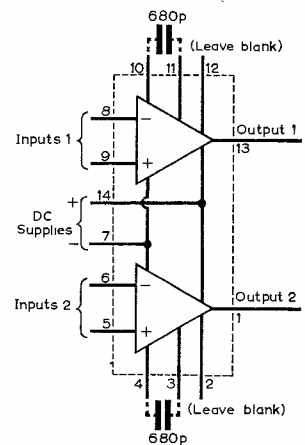 680p
(Leave blank)
10 11 12
8
−
Inputs 1
Output 1
13
9
+
+ 14
DC
Supplies
− 7
6
−
Inputs 2
Output 2
1
5
+
4 3 2
(Leave blank)
680p